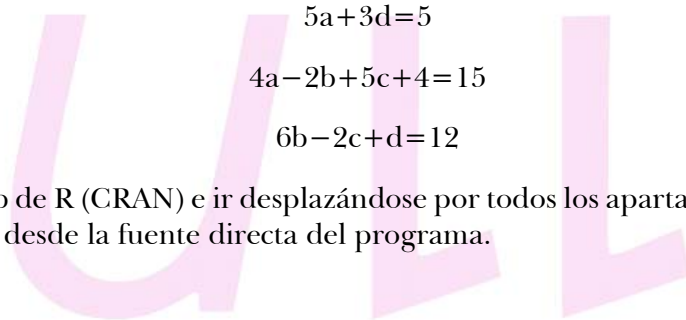 5a+3d=5
4a−2b+5c+4=15
6b−2c+d=12
de R (CRAN) e ir desplazándose por todos los
desde la fuente directa del programa.
ULL